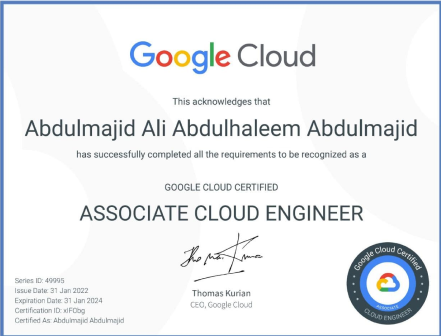 Google Cloud
This acknowledges that
Abdulmajid Ali Abdulhaleem Abdulmajid
has successfully completed all the requirements to be recognized as a
GOOGLE CLOUD CERTIFIED
ASSOCIATE CLOUD ENGINEER
Thomas Kurian
CEO, Google Cloud
Series ID: 49995
Issue Date: 31 Jan 2022
Expiration Date: 31 Jan 2024
Certification ID: xIFDbg
Certified As: Abdulmajid Abdulmajid
Google Cloud Certified
ASSOCIATE
CLOUD ENGINEER